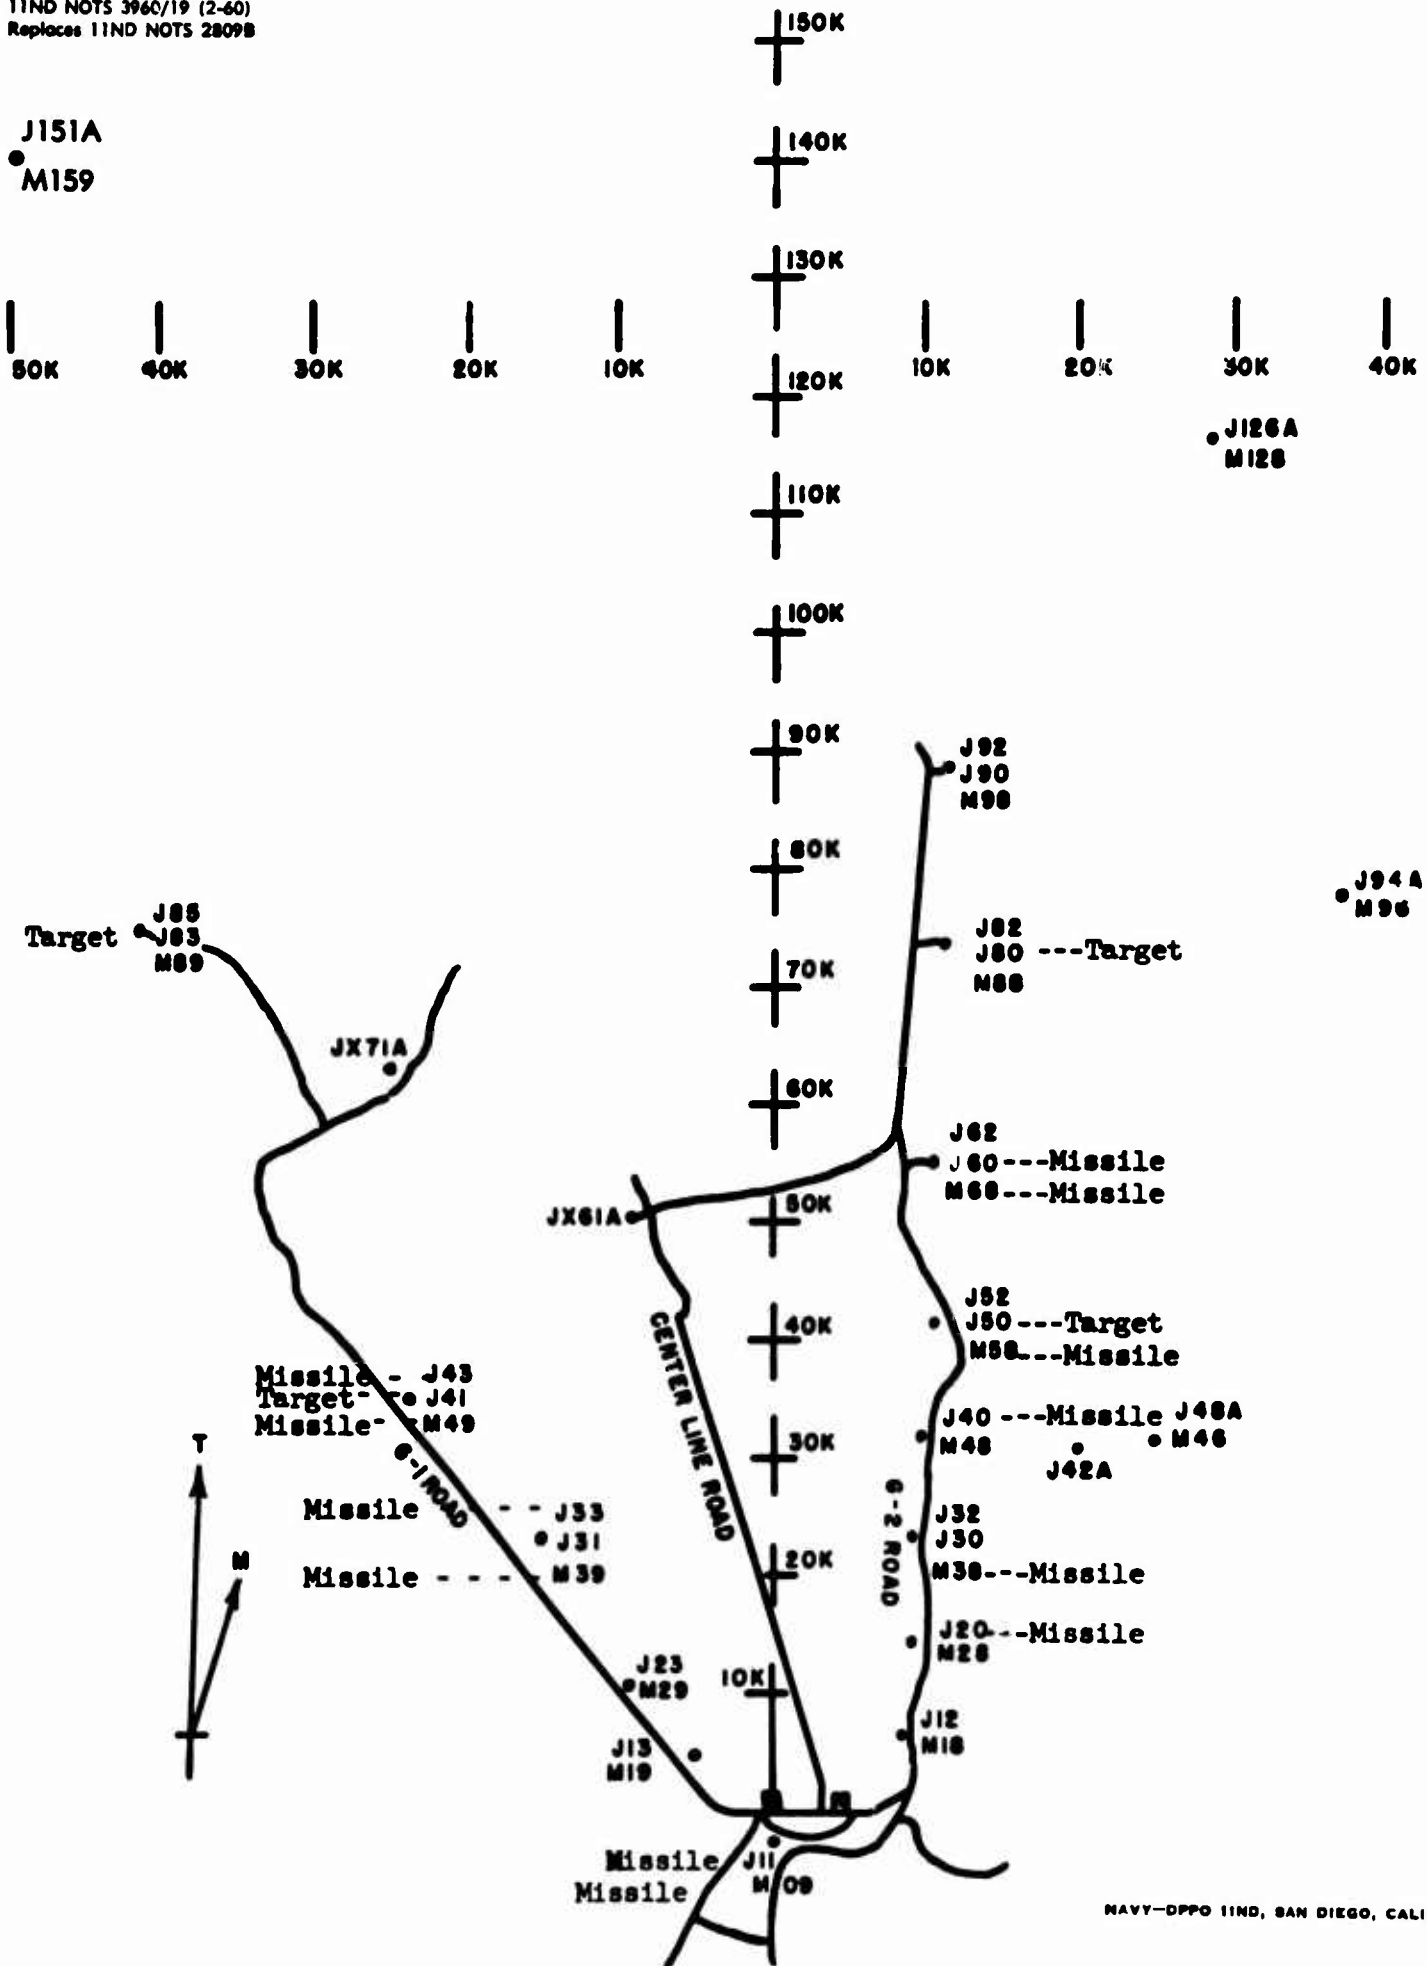 11ND NOTS 3960/19 (2-60)
Replaces 11ND NOTS 2809B
150K
J151A
M159
140K
130K
50K 40K 30K 20K 10K 10K 20K 30K 40K
120K
J126A
M128
110K
100K
90K
J92
J90
M98
80K
J94A
M96
J85
Target J83
M89
J82
J80 ---Target
M88
70K
JX71A
60K
J62
J60---Missile
M68---Missile
JX61A
50K
J52
J50---Target
M58---Missile
40K
CENTER LINE ROAD
Missile - J43
Target- J41
Missile- M49
J40 ---Missile
M48
J48A
M46
J42A
30K
T
G-1 ROAD
G-2 ROAD
Missile - - J33
J31
Missile - - - - M39
J32
J30
M38---Missile
M
20K
J20---Missile
M28
J23
M29
10K
J12
M18
J13
M19
Missile J11
Missile M 09
NAVY—DPPO 11ND, SAN DIEGO, CALI